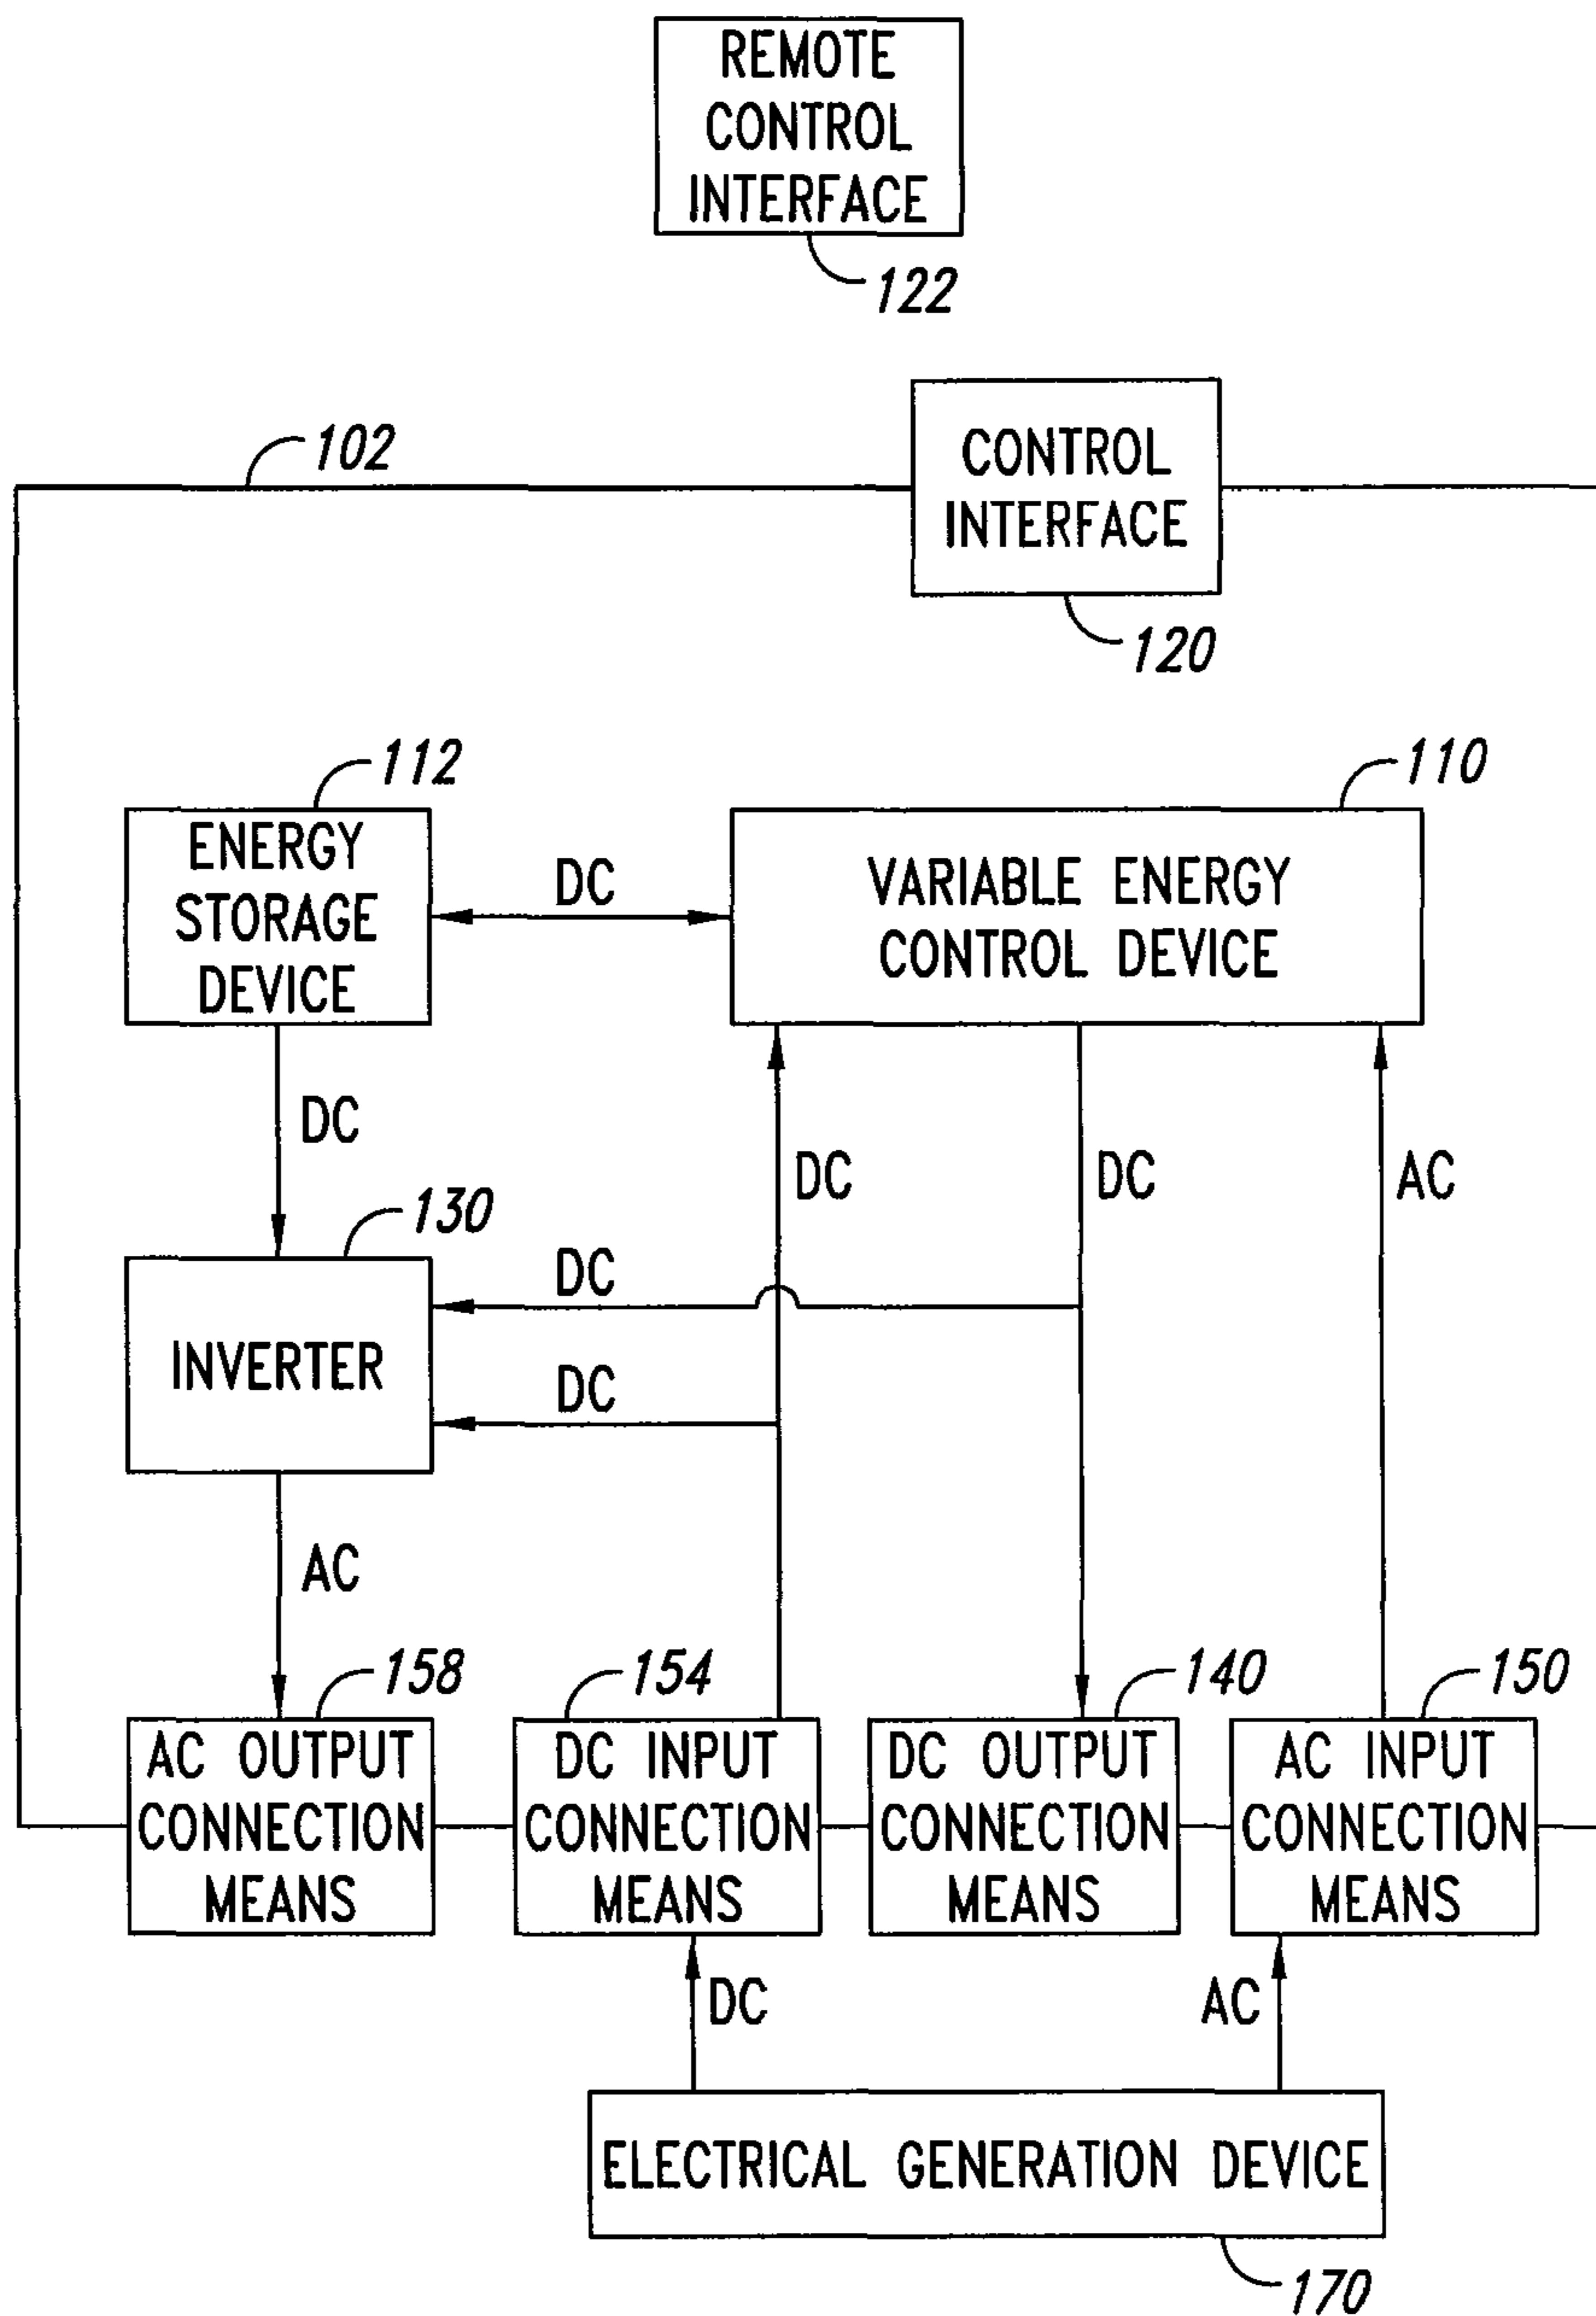 REMOTE
CONTROL
INTERFACE
122
102
CONTROL
INTERFACE
120
112
110
ENERGY
STORAGE
DEVICE
DC
VARIABLE ENERGY
CONTROL DEVICE
DC
DC
DC
AC
130
DC
INVERTER
DC
AC
158
154
140
150
AC OUTPUT
CONNECTION
MEANS
DC INPUT
CONNECTION
MEANS
DC OUTPUT
CONNECTION
MEANS
AC INPUT
CONNECTION
MEANS
DC
AC
ELECTRICAL GENERATION DEVICE
170